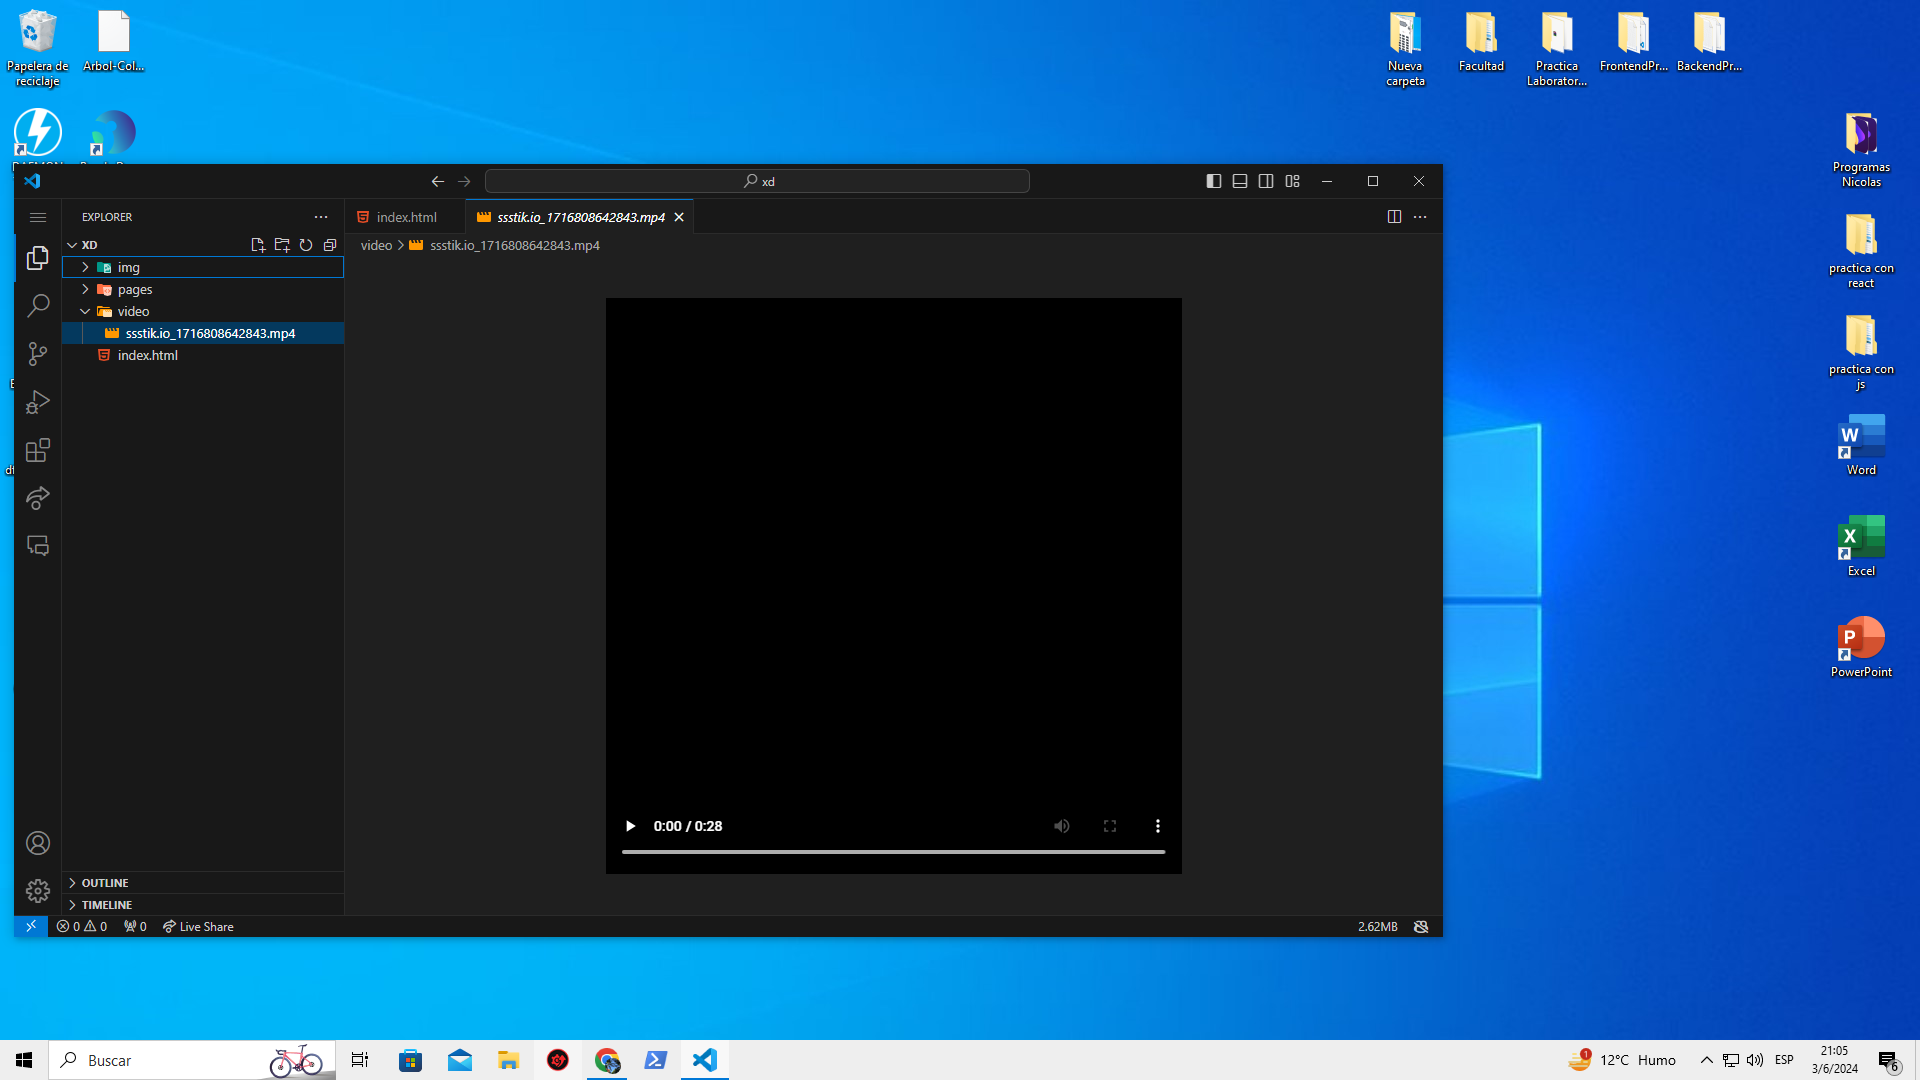 Papelera de
reciclaje
Arbol-Col...
Nueva
carpeta
Facultad
Practica
Laborator...
FrontendPr...
BackendPr...
Programas
Nicolas
practica con
react
practica con
js
Word
Excel
PowerPoint
xd
EXPLORER
XD
img
pages
video
ssstik.io_1716808642843.mp4
index.html
OUTLINE
TIMELINE
index.html
ssstik.io_1716808642843.mp4
video
ssstik.io_1716808642843.mp4
0:00 / 0:28
0 0 0 Live Share
2.62MB
Buscar
1
12°C Humo
ESP
21:05
3/6/2024
6